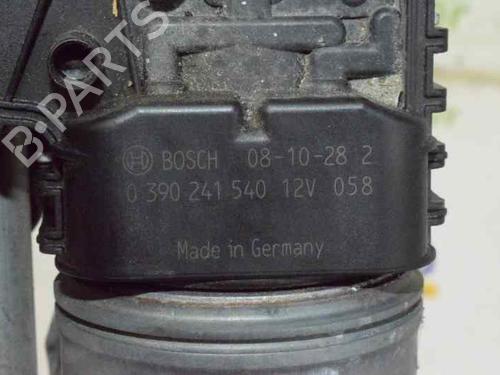 BOSCH 08-10-28 2
0 390 241 540 12V 058
Made in Germany
B-PARTS